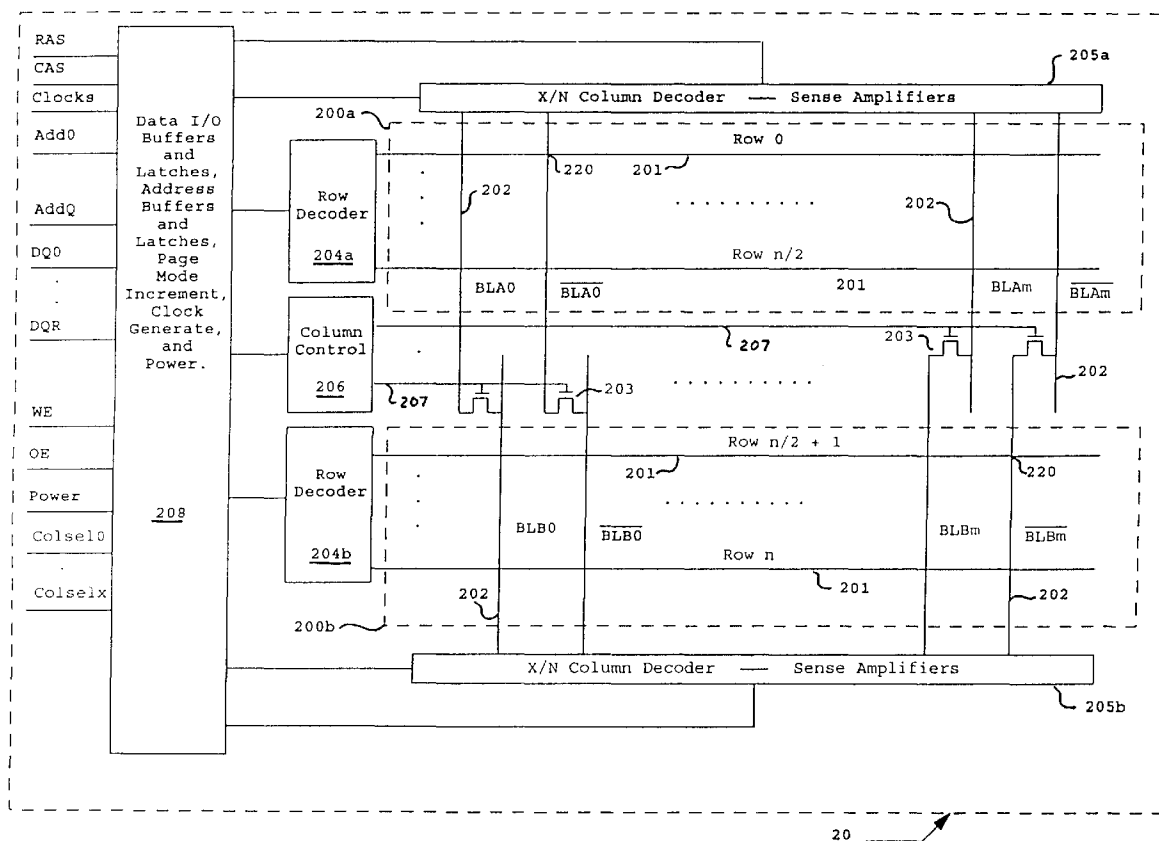 RAS
CAS
Clocks
Add0
AddQ
DQ0
.
.
DQR
WE
OE
Power
Colsel0
.
Colselx
Data I/O
Buffers
and
Latches,
Address
Buffers
and
Latches,
Page
Mode
Increment,
Clock
Generate,
and
Power.
208
205a
X/N Column Decoder — Sense Amplifiers
200a
Row 0
220
201
202
202
Row
Decoder
204a
Row n/2
201
BLA0
B̅L̅A̅0̅
BLAm
B̅L̅A̅m̅
Column
Control
206
207
203
202
207
203
Row n/2 + 1
201
220
Row
Decoder
204b
BLB0
B̅L̅B̅0̅
BLBm
B̅L̅B̅m̅
Row n
201
202
202
200b
X/N Column Decoder — Sense Amplifiers
205b
20